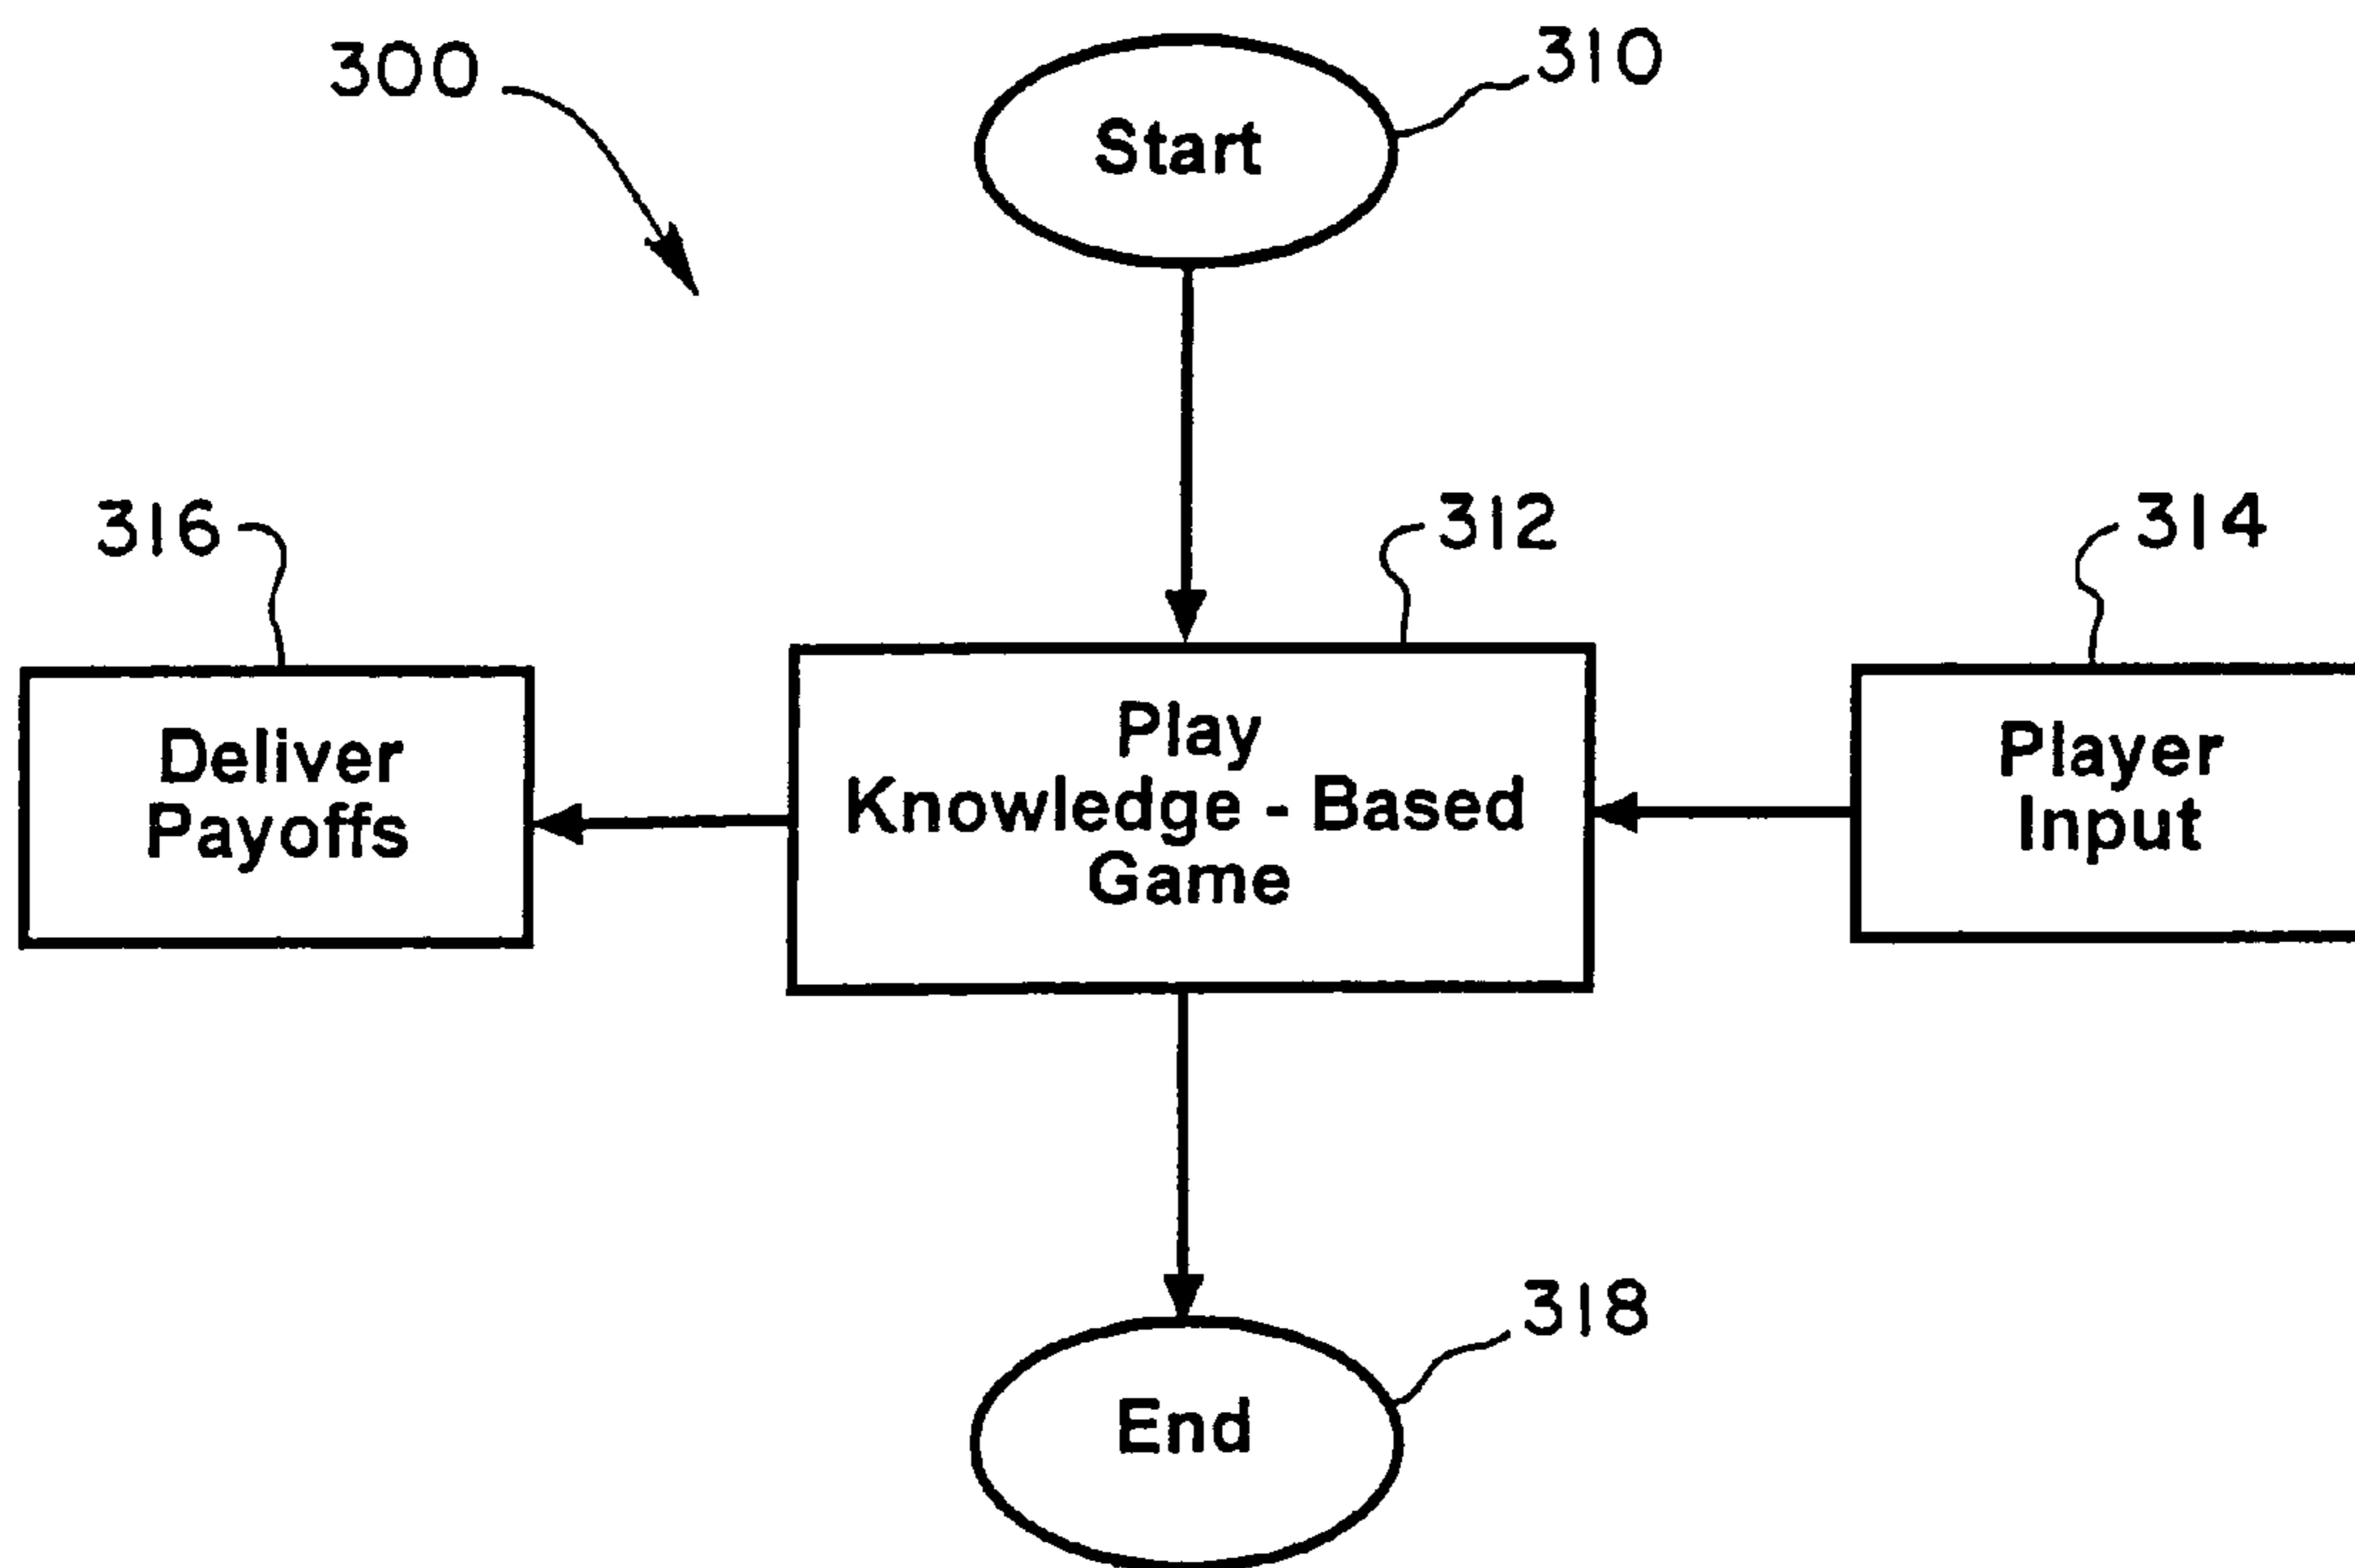 300
310
Start
316
312
314
Deliver
Payoffs
Play
Knowledge - Based
Game
Player
Input
318
End